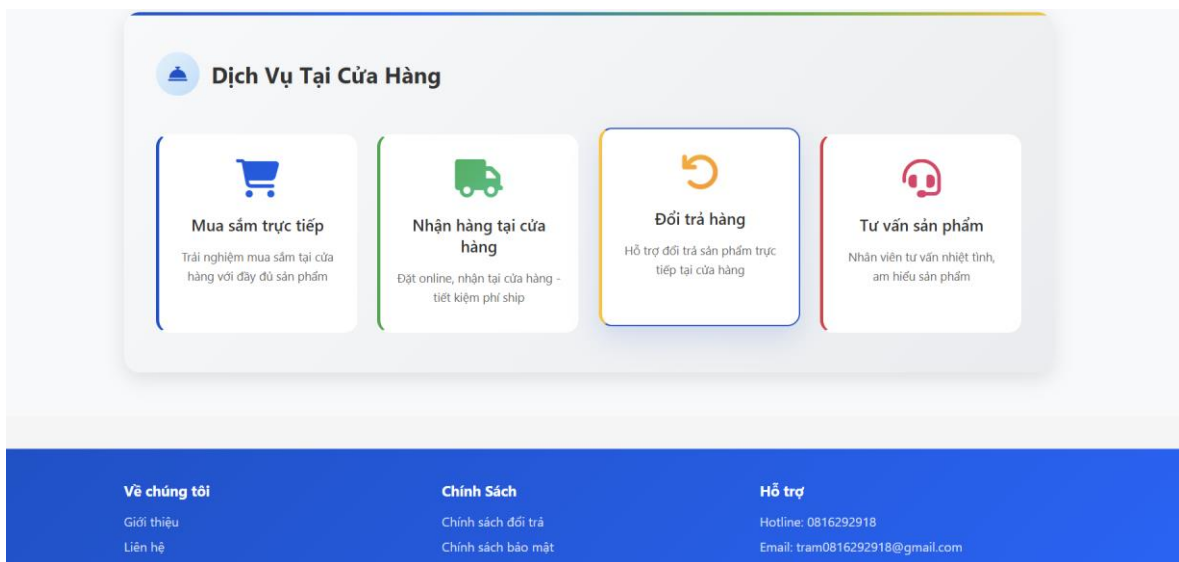 Dịch Vụ Tại Cửa Hàng
Mua sắm trực tiếp
Trải nghiệm mua sắm tại cửa
hàng với đầy đủ sản phẩm
Nhận hàng tại cửa
hàng
Đặt online, nhận tại cửa hàng -
tiết kiệm phí ship
Đổi trả hàng
Hỗ trợ đổi trả sản phẩm trực
tiếp tại cửa hàng
Tư vấn sản phẩm
Nhân viên tư vấn nhiệt tình,
am hiểu sản phẩm
Về chúng tôi
Giới thiệu
Liên hệ
Chính Sách
Chính sách đổi trả
Chính sách bảo mật
Hỗ trợ
Hotline: 0816292918
Email: tram0816292918@gmail.com